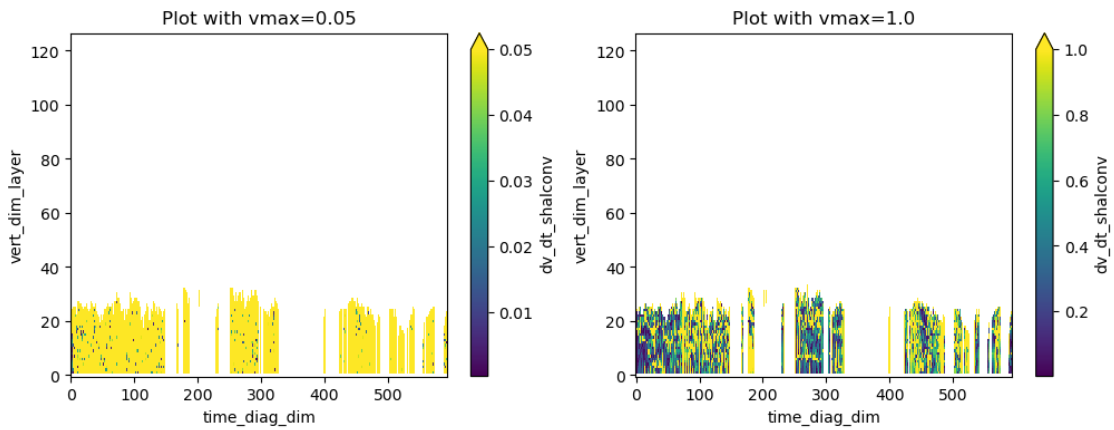 Plot with vmax=0.05
120
100
80
60
40
20
0
vert_dim_layer
0 100 200 300 400 500
time_diag_dim
0.05
0.04
0.03
0.02
0.01
dv_dt_shalconv
Plot with vmax=1.0
120
100
80
60
40
20
0
vert_dim_layer
0 100 200 300 400 500
time_diag_dim
1.0
0.8
0.6
0.4
0.2
dv_dt_shalconv